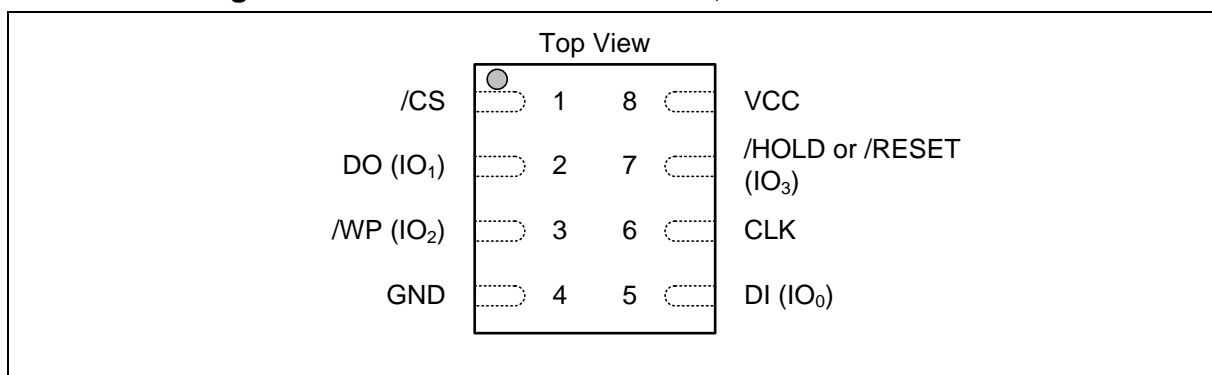 Top View
/CS 1 8 VCC
DO (IO₁) 2 7 /HOLD or /RESET
(IO₃)
/WP (IO₂) 3 6 CLK
GND 4 5 DI (IO₀)